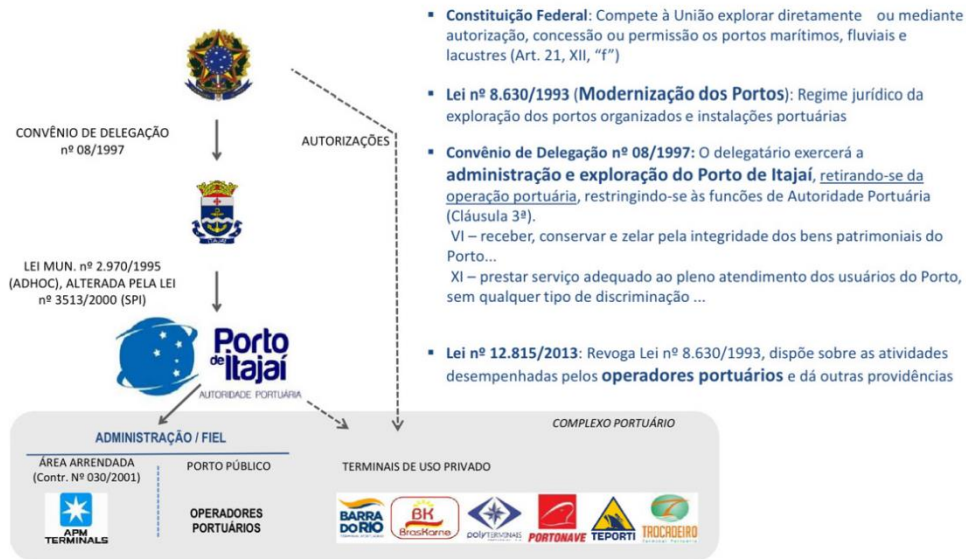 CONVÊNIO DE DELEGAÇÃO
nº 08/1997
AUTORIZAÇÕES
ITAJAÍ
LEI MUN. nº 2.970/1995
(ADHOC), ALTERADA PELA LEI
nº 3513/2000 (SPI)
Porto
de Itajaí
AUTORIDADE PORTUÁRIA
▪ Constituição Federal: Compete à União explorar diretamente ou mediante
autorização, concessão ou permissão os portos marítimos, fluviais e
lacustres (Art. 21, XII, “f”)
▪ Lei nº 8.630/1993 (Modernização dos Portos): Regime jurídico da
exploração dos portos organizados e instalações portuárias
▪ Convênio de Delegação nº 08/1997: O delegatário exercerá a
administração e exploração do Porto de Itajaí, retirando-se da
operação portuária, restringindo-se às funcões de Autoridade Portuária
(Cláusula 3ª).
VI – receber, conservar e zelar pela integridade dos bens patrimoniais do
Porto...
XI – prestar serviço adequado ao pleno atendimento dos usuários do Porto,
sem qualquer tipo de discriminação ...
▪ Lei nº 12.815/2013: Revoga Lei nº 8.630/1993, dispõe sobre as atividades
desempenhadas pelos operadores portuários e dá outras providências
COMPLEXO PORTUÁRIO
ADMINISTRAÇÃO / FIEL
ÁREA ARRENDADA
(Contr. Nº 030/2001)
PORTO PÚBLICO
TERMINAIS DE USO PRIVADO
APM
TERMINALS
OPERADORES
PORTUÁRIOS
BARRA
DO RIO
BK
BrasKarne
polyTERMINAIS
PORTONAVE
TEPORTI
TROCADEIRO